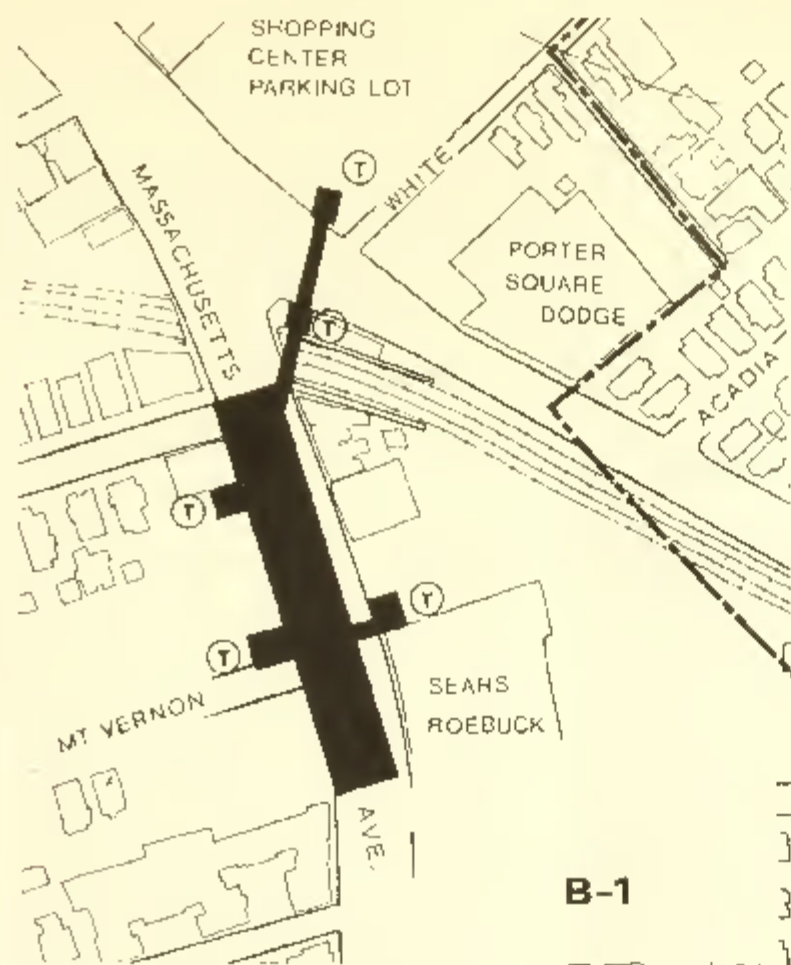 SHOPPING
CENTER
PARKING LOT
T
WHITE
MASSACHUSETTS
PORTER
SQUARE
DODGE
T
ACADIA
T
T
T
SEARS
ROEBUCK
MT VERNON
AVE.
B-1